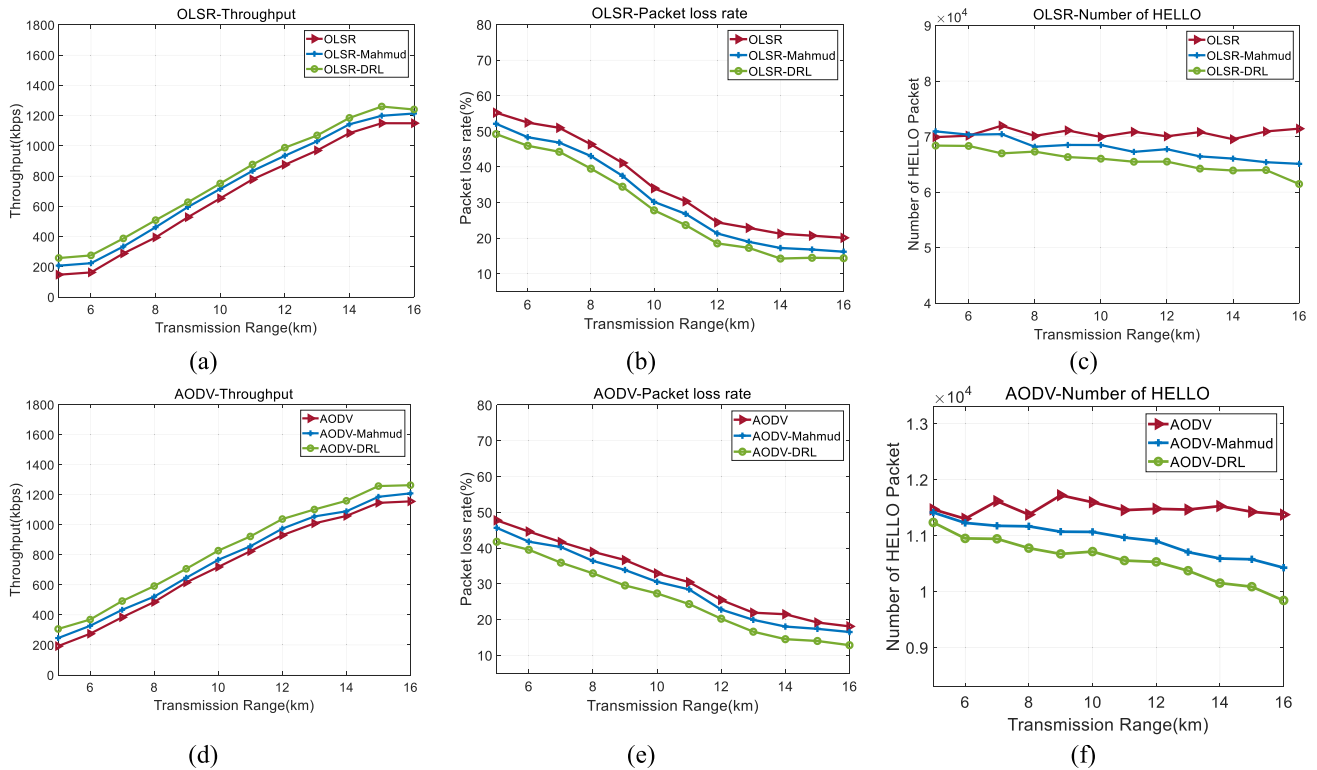 OLSR-Throughput
1800
1600
1400
1200
1000
800
600
400
200
0
Throughput(kbps)
OLSR
OLSR-Mahmud
OLSR-DRL
6 8 10 12 14 16
Transmission Range(km)
(a)
OLSR-Packet loss rate
80
70
60
50
40
30
20
10
Packet loss rate(%)
OLSR
OLSR-Mahmud
OLSR-DRL
6 8 10 12 14 16
Transmission Range(km)
(b)
OLSR-Number of HELLO
× 10⁴
9
8
7
6
5
4
Number of HELLO Packet
OLSR
OLSR-Mahmud
OLSR-DRL
6 8 10 12 14 16
Transmission Range(km)
(c)
AODV-Throughput
1800
1600
1400
1200
1000
800
600
400
200
0
Throughput(kbps)
AODV
AODV-Mahmud
AODV-DRL
6 8 10 12 14 16
Transmission Range(km)
(d)
AODV-Packet loss rate
80
70
60
50
40
30
20
10
Packet loss rate(%)
AODV
AODV-Mahmud
AODV-DRL
6 8 10 12 14 16
Transmission Range(km)
(e)
AODV-Number of HELLO
× 10⁴
1.3
1.2
1.1
1
0.9
Number of HELLO Packet
AODV
AODV-Mahmud
AODV-DRL
6 8 10 12 14 16
Transmission Range(km)
(f)